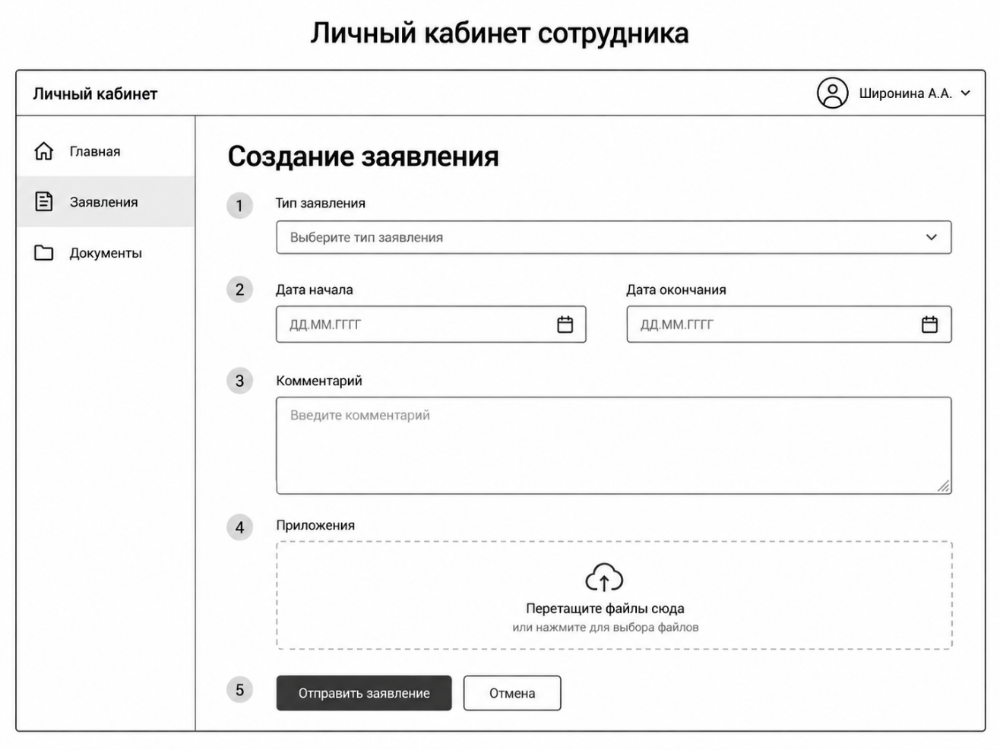 Личный кабинет сотрудника
Личный кабинет
Широнина А.А.
Главная
Заявления
Документы
Создание заявления
1 Тип заявления
Выберите тип заявления
2 Дата начала
ДД.ММ.ГГГГ
Дата окончания
ДД.ММ.ГГГГ
3 Комментарий
Введите комментарий
4 Приложения
Перетащите файлы сюда
или нажмите для выбора файлов
5 Отправить заявление
Отмена